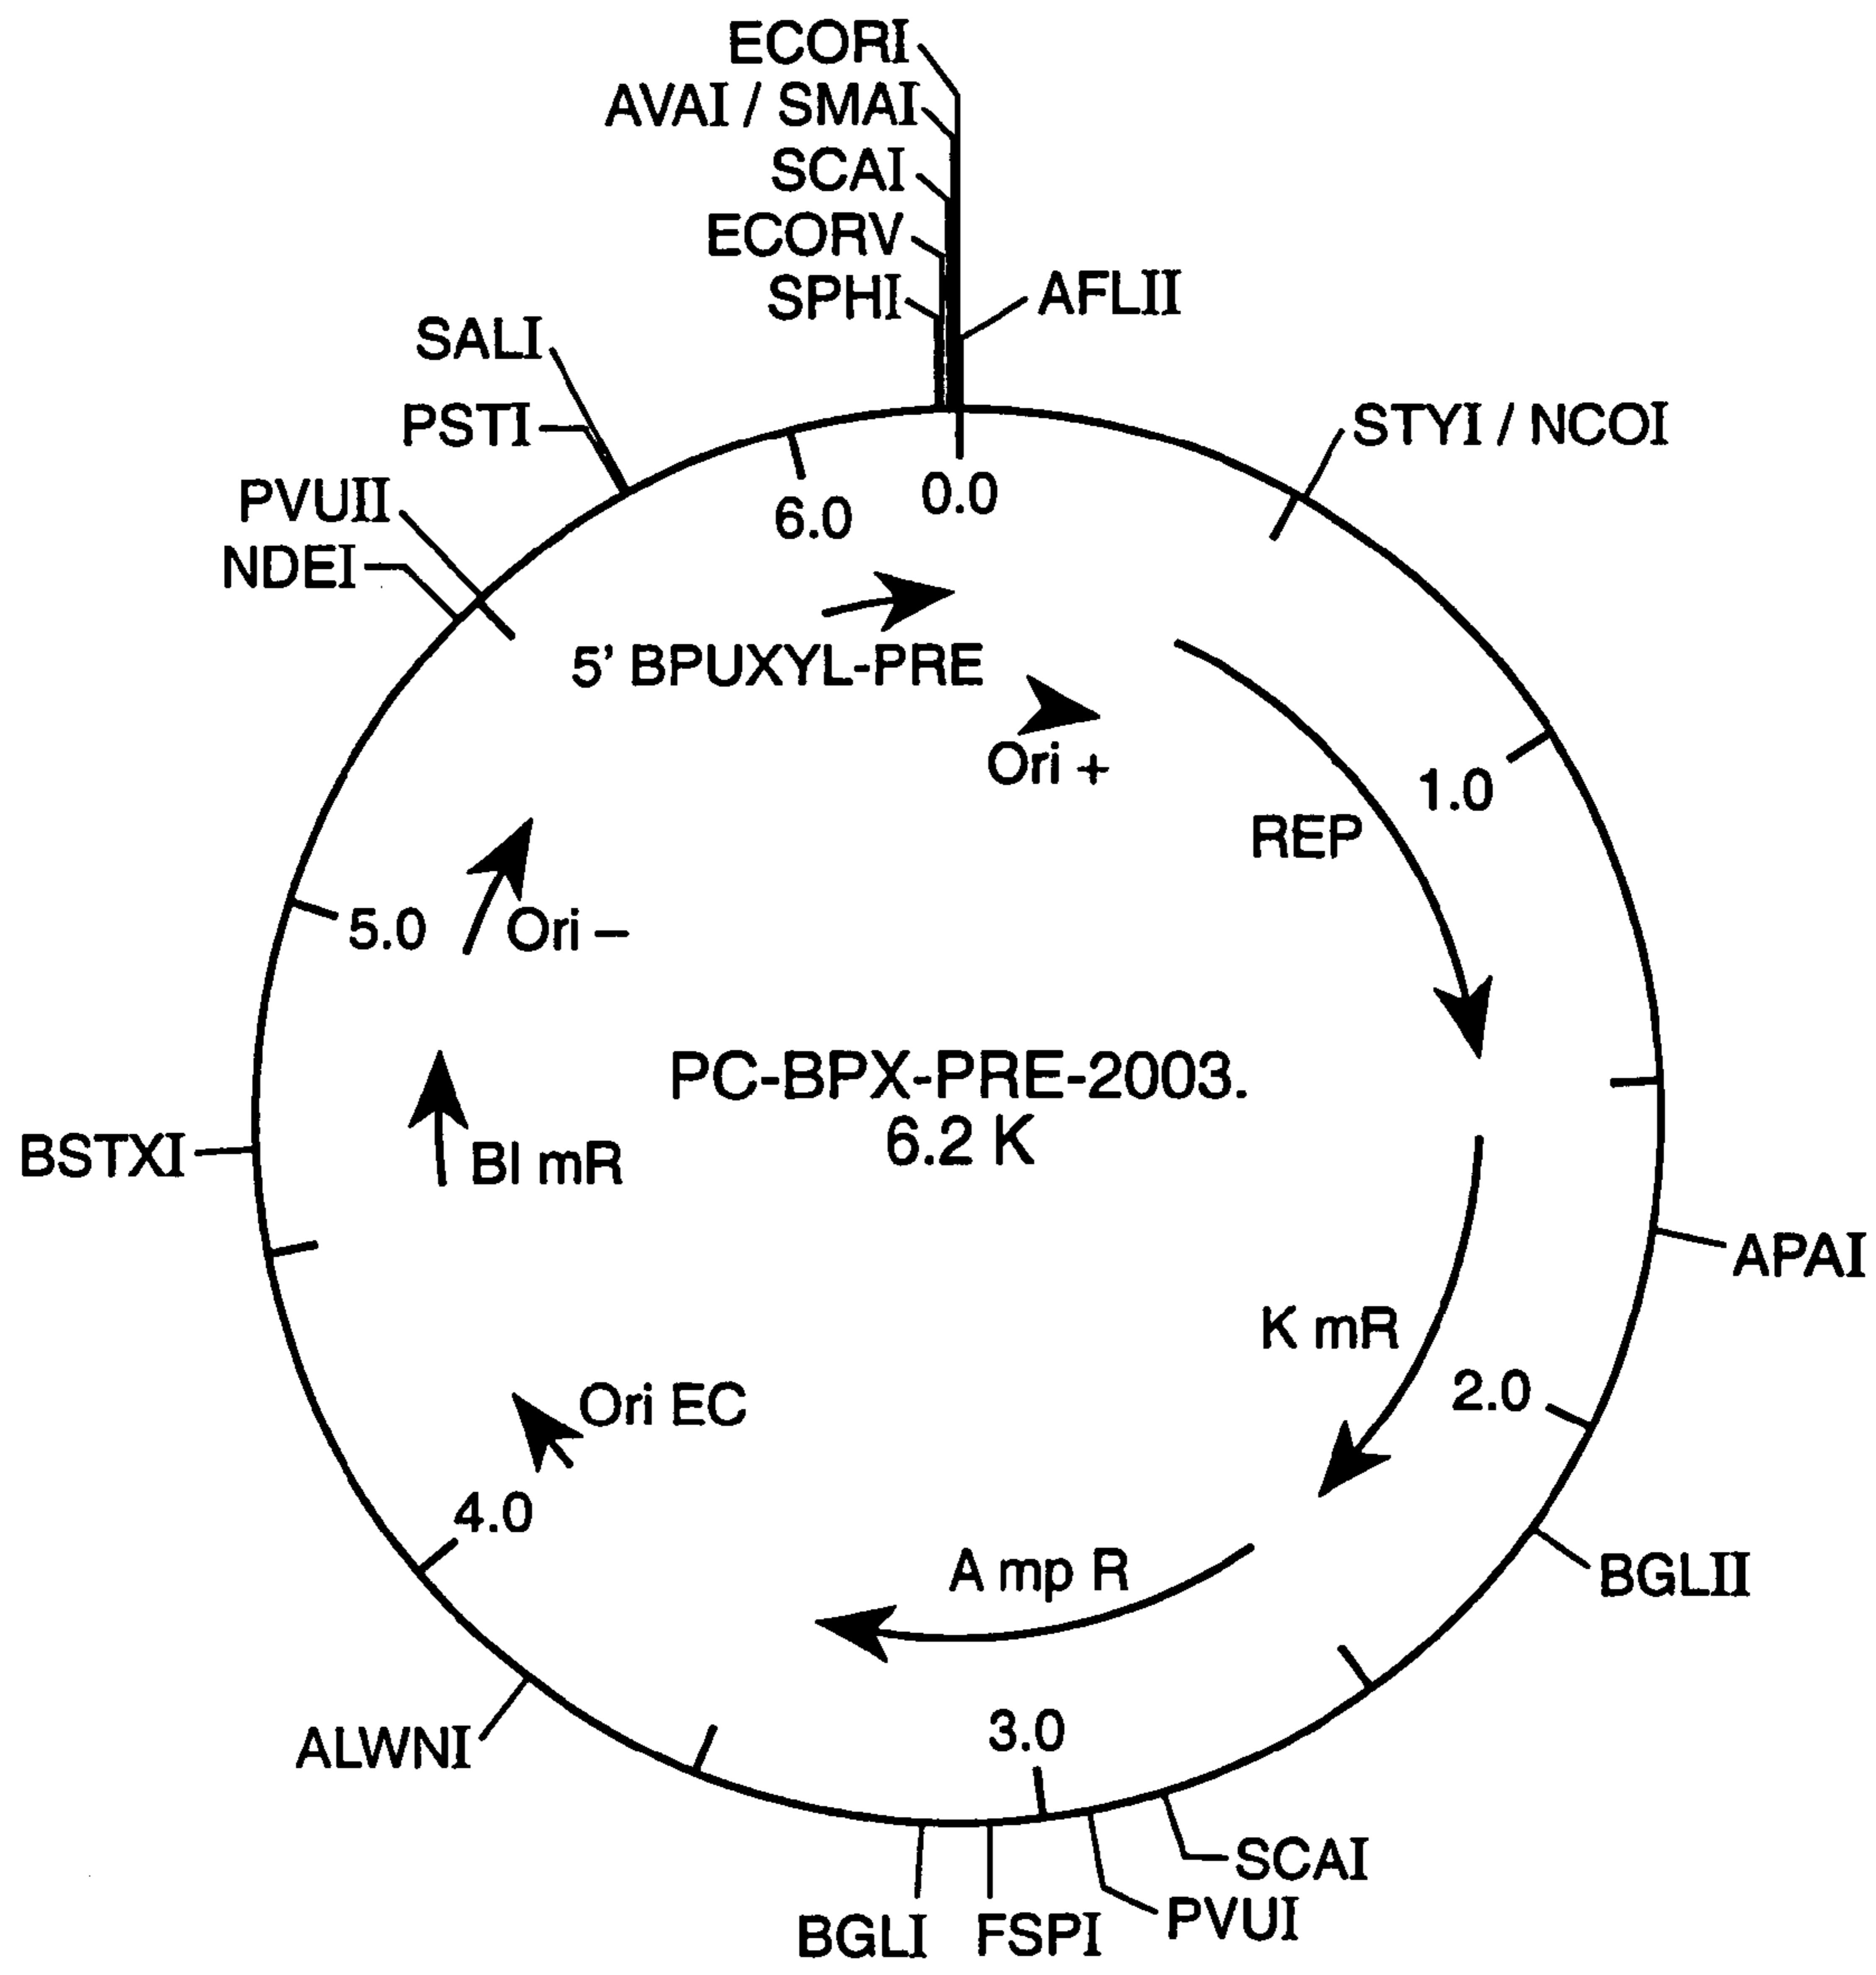 ECORI
AVAI / SMAI
SCAI
ECORV
SPHI
AFLII
SALI
PSTI
STYI / NCOI
PVUII
NDEI
6.0
0.0
5' BPUXYL-PRE
Ori +
1.0
REP
5.0
Ori –
PC-BPX-PRE-2003.
6.2 K
BSTXI
Bl mR
APAI
K mR
2.0
Ori EC
4.0
A mp R
BGLII
3.0
ALWNI
SCAI
PVUI
BGLI
FSPI